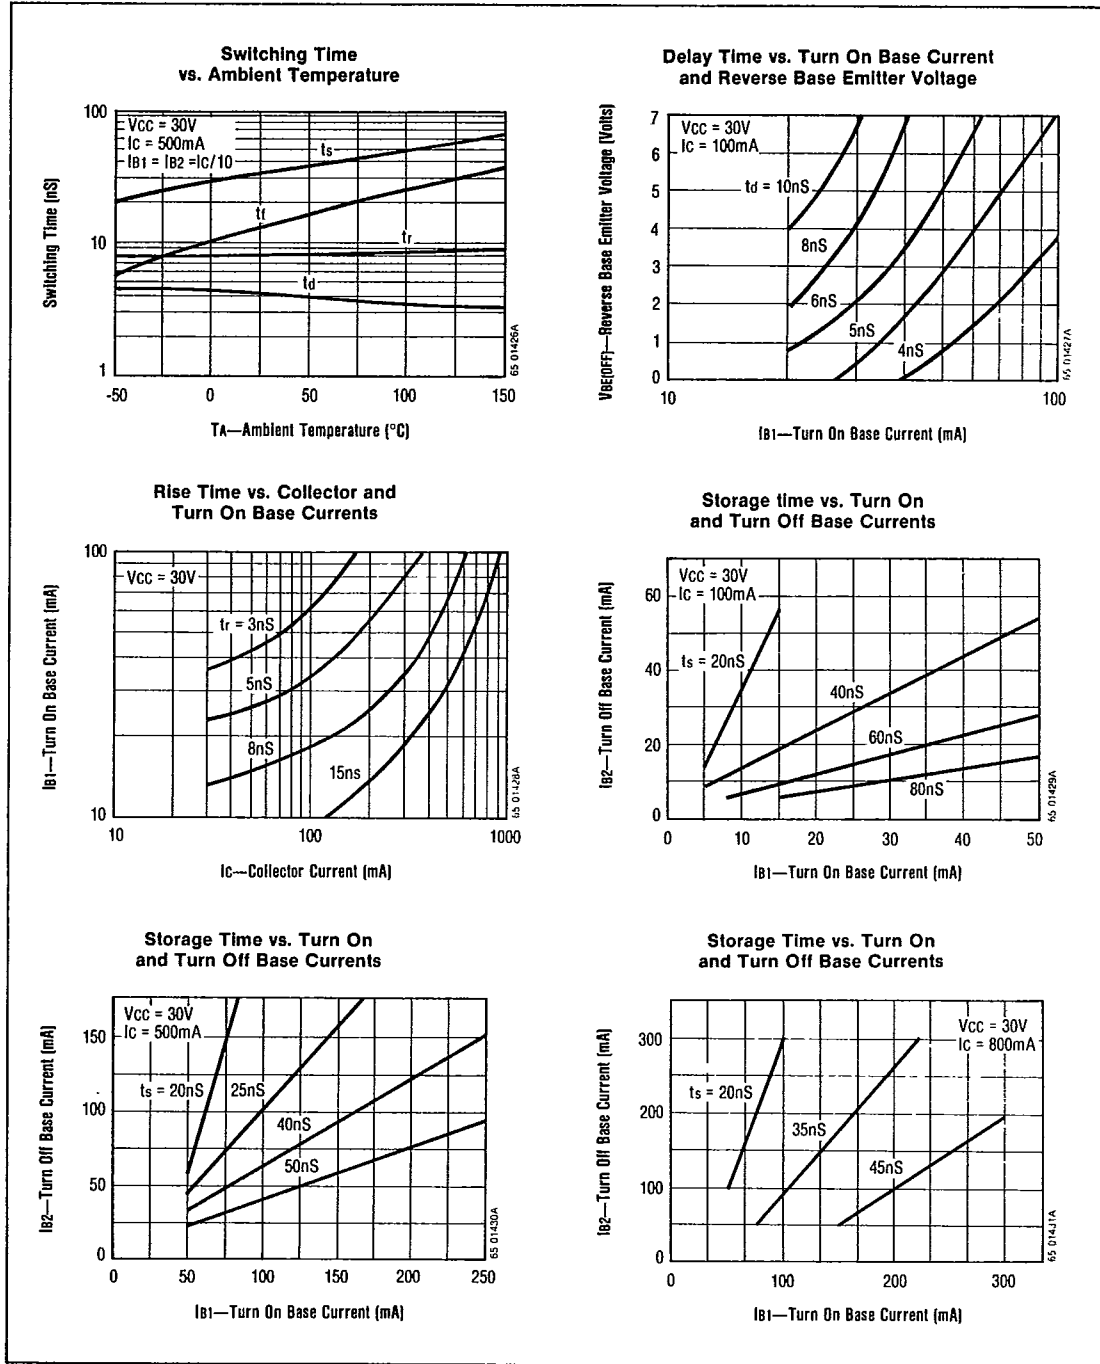 Switching Time
vs. Ambient Temperature
100
10
1
Switching Time (nS)
VCC = 30V
IC = 500mA
IB1 = IB2 = IC/10
ts
tf
tr
td
-50 0 50 100 150
TA—Ambient Temperature (°C)
65 01426A
Delay Time vs. Turn On Base Current
and Reverse Base Emitter Voltage
7
6
5
4
3
2
1
0
VBE(OFF)—Reverse Base Emitter Voltage (Volts)
VCC = 30V
IC = 100mA
td = 10nS
8nS
6nS
5nS
4nS
10 100
IB1—Turn On Base Current (mA)
65 01427A
Rise Time vs. Collector and
Turn On Base Currents
100
10
IB1—Turn On Base Current (mA)
VCC = 30V
tr = 3nS
5nS
8nS
15ns
10 100 1000
IC—Collector Current (mA)
65 01428A
Storage time vs. Turn On
and Turn Off Base Currents
60
40
20
0
IB2—Turn Off Base Current (mA)
VCC = 30V
IC = 100mA
ts = 20nS
40nS
60nS
80nS
0 10 20 30 40 50
IB1—Turn On Base Current (mA)
65 01429A
Storage Time vs. Turn On
and Turn Off Base Currents
150
100
50
0
IB2—Turn Off Base Current (mA)
VCC = 30V
IC = 500mA
ts = 20nS
25nS
40nS
50nS
0 50 100 150 200 250
IB1—Turn On Base Current (mA)
65 01430A
Storage Time vs. Turn On
and Turn Off Base Currents
300
200
100
0
IB2—Turn Off Base Current (mA)
VCC = 30V
IC = 800mA
ts = 20nS
35nS
45nS
0 100 200 300
IB1—Turn On Base Current (mA)
65 01431A